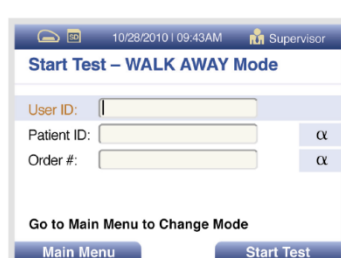 SD 10/28/2010 | 09:43AM Supervisor
Start Test – WALK AWAY Mode
User ID:
Patient ID: α
Order #: α
Go to Main Menu to Change Mode
Main Menu Start Test